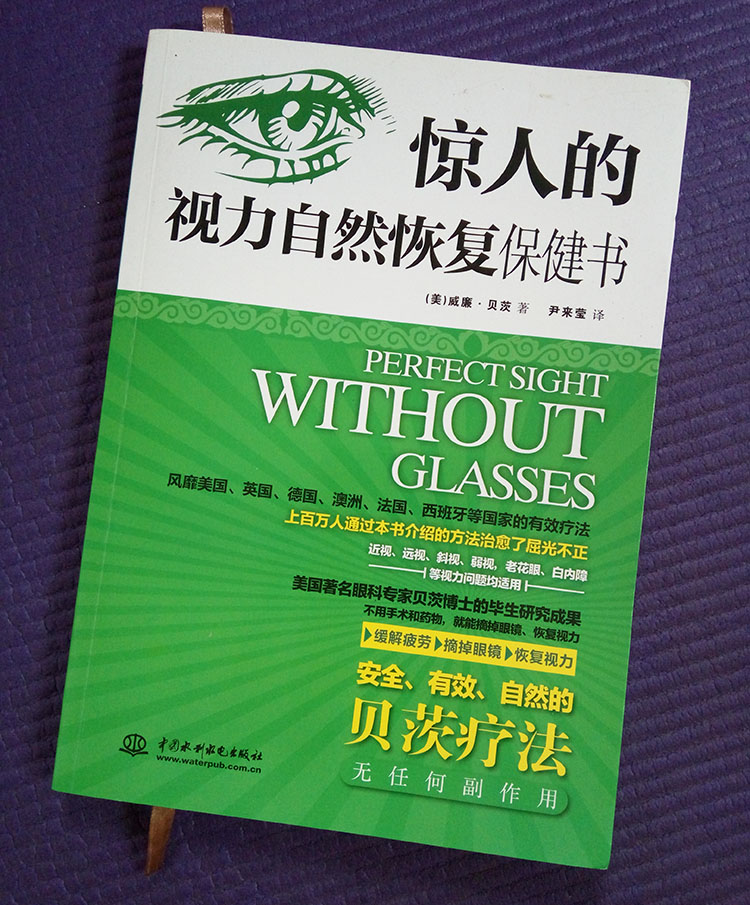 惊人的
视力自然恢复保健书
(美)威廉·贝茨 著 尹来莹 译
PERFECT SIGHT
WITHOUT
GLASSES
风靡美国、英国、德国、澳洲、法国、西班牙等国家的有效疗法
上百万人通过本书介绍的方法治愈了屈光不正
近视、远视、斜视、弱视,老花眼、白内障
等视力问题均适用
美国著名眼科专家贝茨博士的毕生研究成果
不用手术和药物,就能摘掉眼镜、恢复视力
缓解疲劳 摘掉眼镜 恢复视力
安全、有效、自然的
贝茨疗法
无任何副作用
中国水利水电出版社
www.waterpub.com.cn